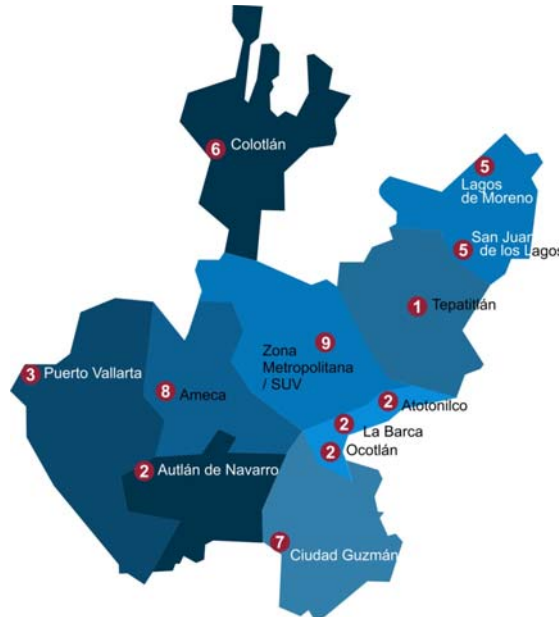 6 Colotlán
5
Lagos
de Moreno
San Juan
5 de los Lagos
1 Tepatitlán
9
Zona
Metropolitana
/ SUV
3 Puerto Vallarta
8 Ameca
2 Atotonilco
2 La Barca
2 Ocotlán
2 Autlán de Navarro
7 Ciudad Guzmán